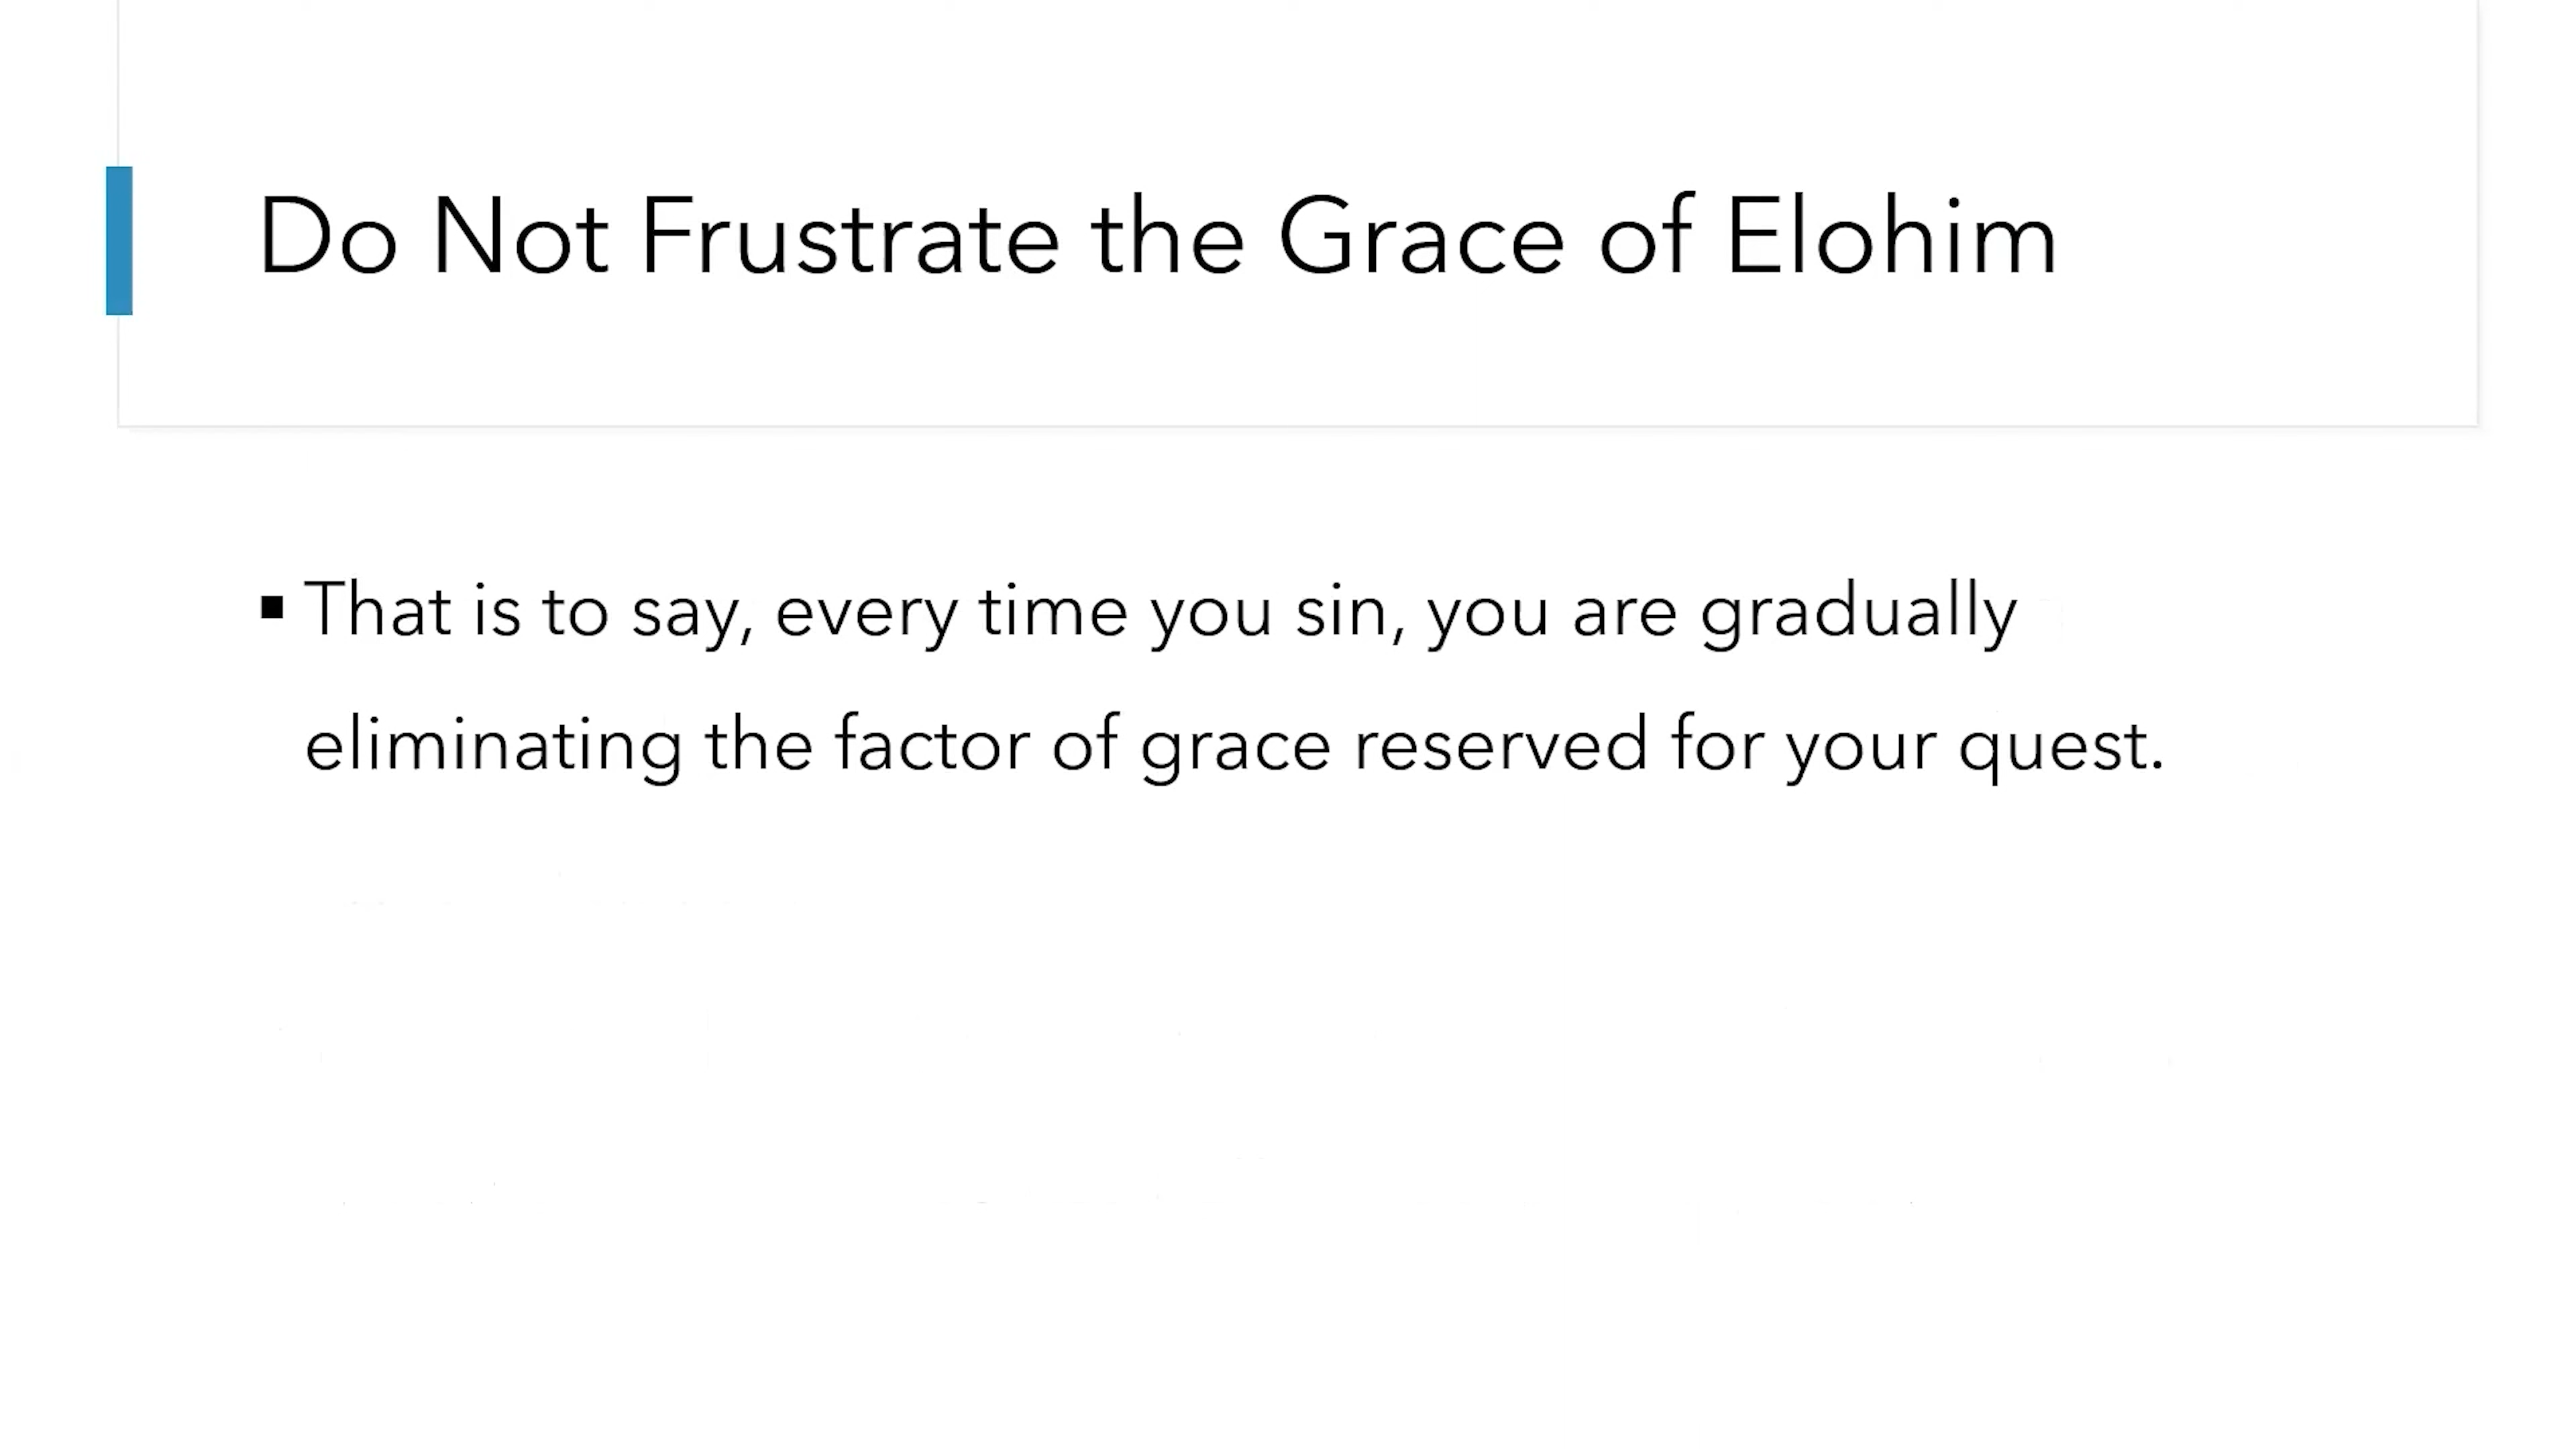 Do Not Frustrate the Grace of Elohim
▪ That is to say, every time you sin, you are gradually
eliminating the factor of grace reserved for your quest.